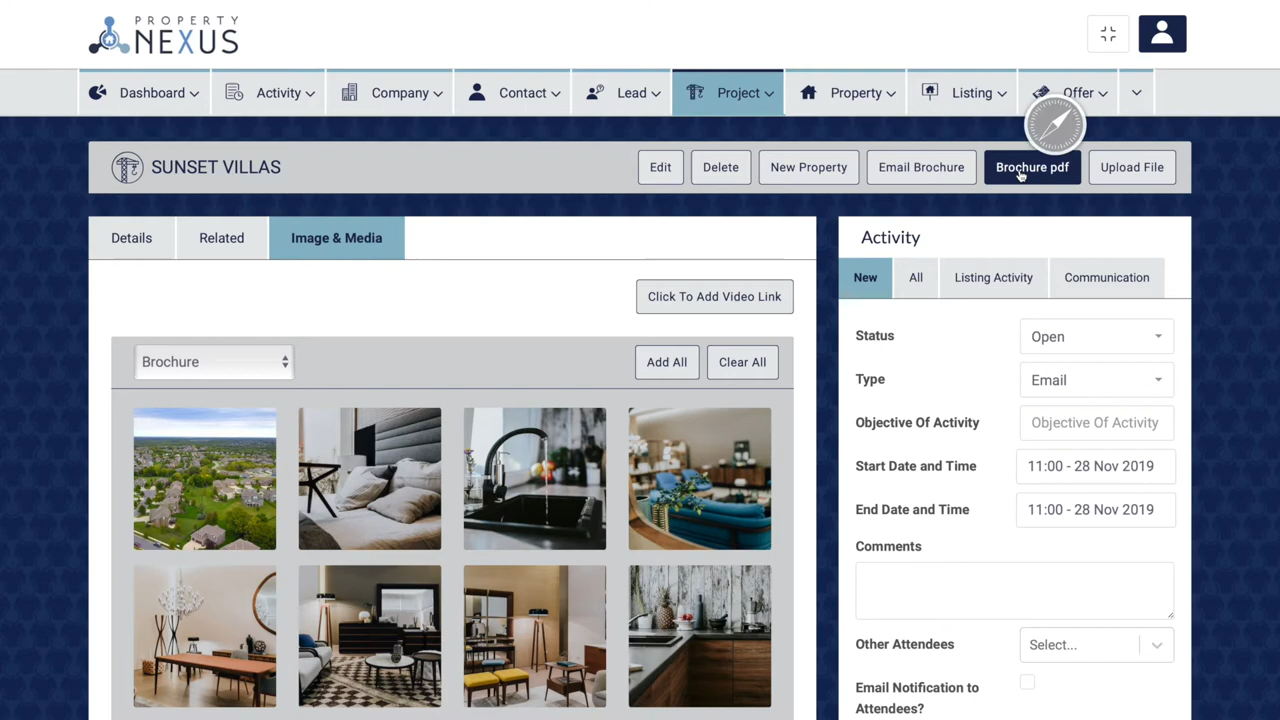 PROPERTY
NEXUS
Dashboard Activity Company Contact Lead Project Property Listing Offer
SUNSET VILLAS Edit Delete New Property Email Brochure Brochure pdf Upload File
Details Related Image & Media
Activity
New All Listing Activity Communication
Click To Add Video Link
Brochure Add All Clear All
Status Open
Type Email
Objective Of Activity Objective Of Activity
Start Date and Time 11:00 - 28 Nov 2019
End Date and Time 11:00 - 28 Nov 2019
Comments
Other Attendees Select...
Email Notification to
Attendees?